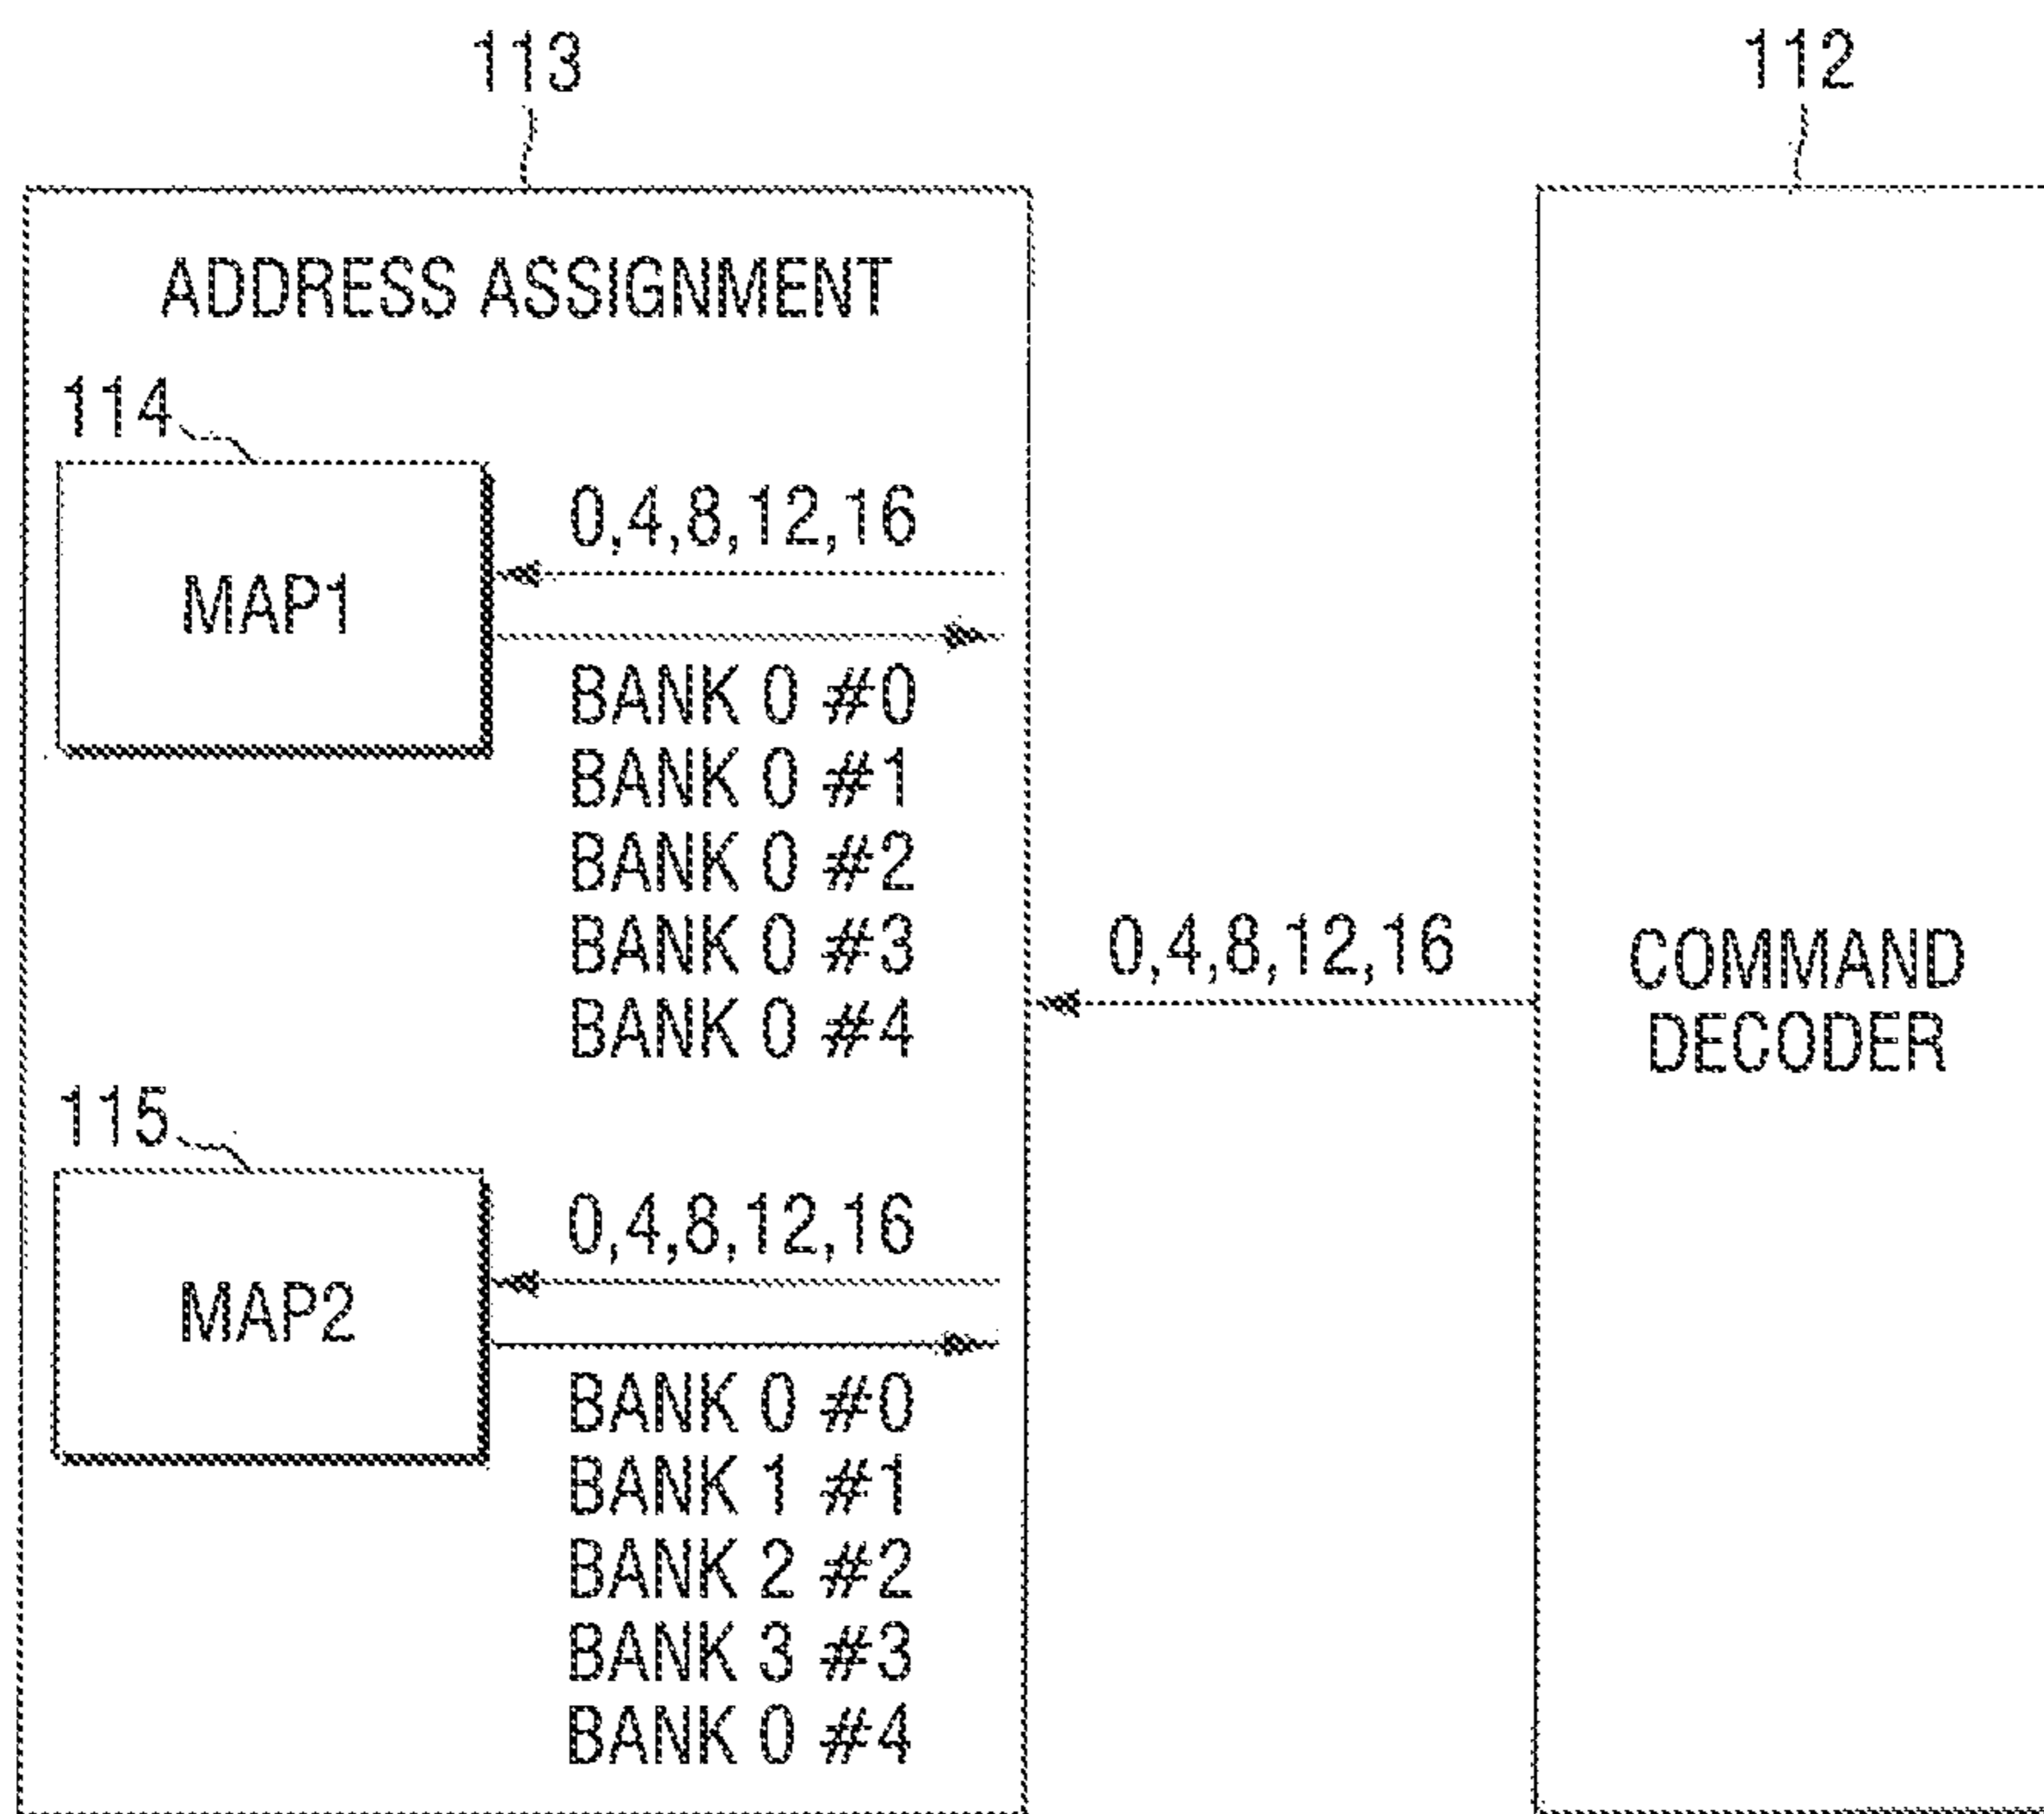 113
112
ADDRESS ASSIGNMENT
114
0,4,8,12,16
MAP1
BANK 0 #0
BANK 0 #1
BANK 0 #2
BANK 0 #3
BANK 0 #4
0,4,8,12,16
COMMAND
DECODER
115
0,4,8,12,16
MAP2
BANK 0 #0
BANK 1 #1
BANK 2 #2
BANK 3 #3
BANK 0 #4